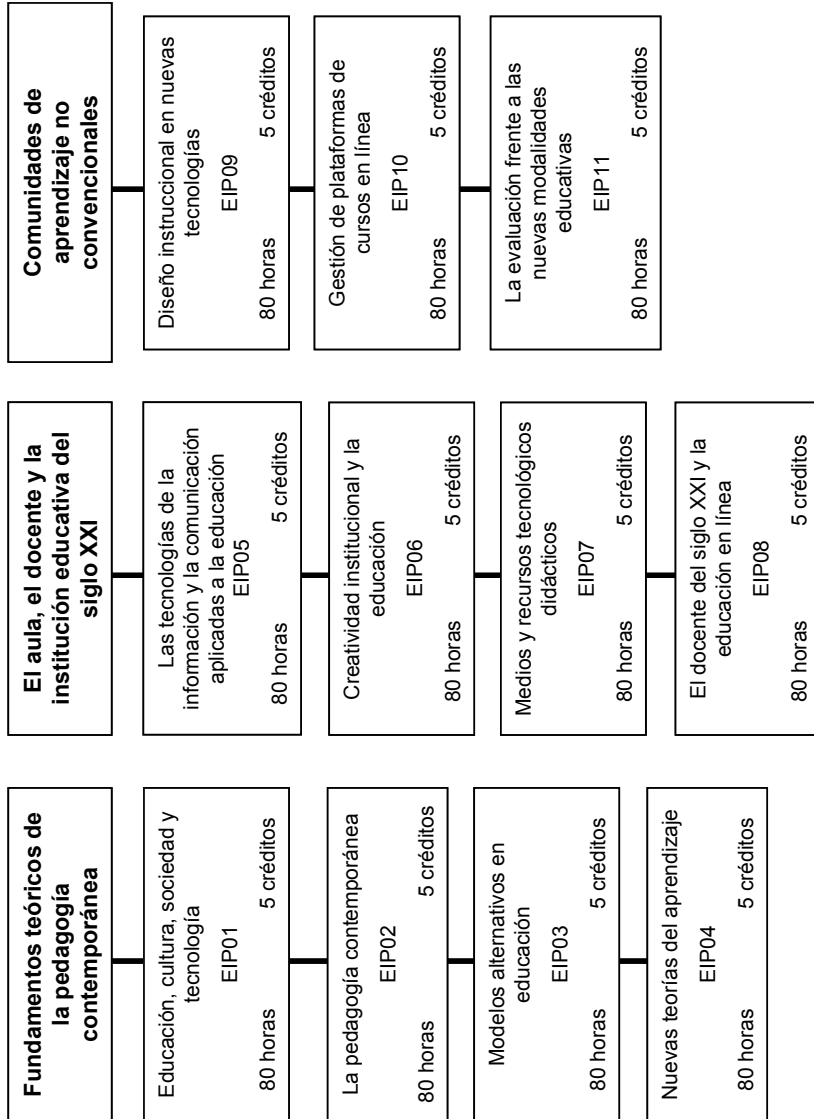 Fundamentos teóricos de
la pedagogía
contemporánea
Educación, cultura, sociedad y
tecnología
EIP01
80 horas 5 créditos
La pedagogía contemporánea
EIP02
80 horas 5 créditos
Modelos alternativos en
educación
EIP03
80 horas 5 créditos
Nuevas teorías del aprendizaje
EIP04
80 horas 5 créditos
El aula, el docente y la
institución educativa del
siglo XXI
Las tecnologías de la
información y la comunicación
aplicadas a la educación
EIP05
80 horas 5 créditos
Creatividad institucional y la
educación
EIP06
80 horas 5 créditos
Medios y recursos tecnológicos
didácticos
EIP07
80 horas 5 créditos
El docente del siglo XXI y la
educación en línea
EIP08
80 horas 5 créditos
Comunidades de
aprendizaje no
convencionales
Diseño instruccional en nuevas
tecnologías
EIP09
80 horas 5 créditos
Gestión de plataformas de
cursos en línea
EIP10
80 horas 5 créditos
La evaluación frente a las
nuevas modalidades
educativas
EIP11
80 horas 5 créditos